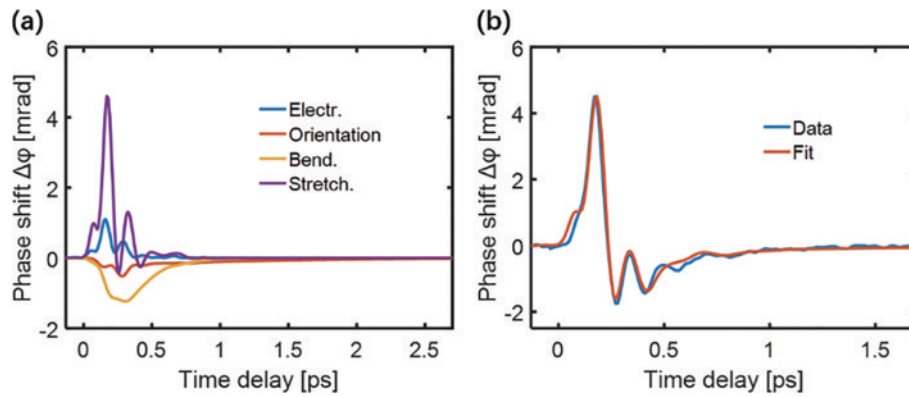 (a)
6
4
2
0
-2
Phase shift Δφ [mrad]
Electr.
Orientation
Bend.
Stretch.
0 0.5 1 1.5 2 2.5
Time delay [ps]
(b)
6
4
2
0
-2
Phase shift Δφ [mrad]
Data
Fit
0 0.5 1 1.5
Time delay [ps]